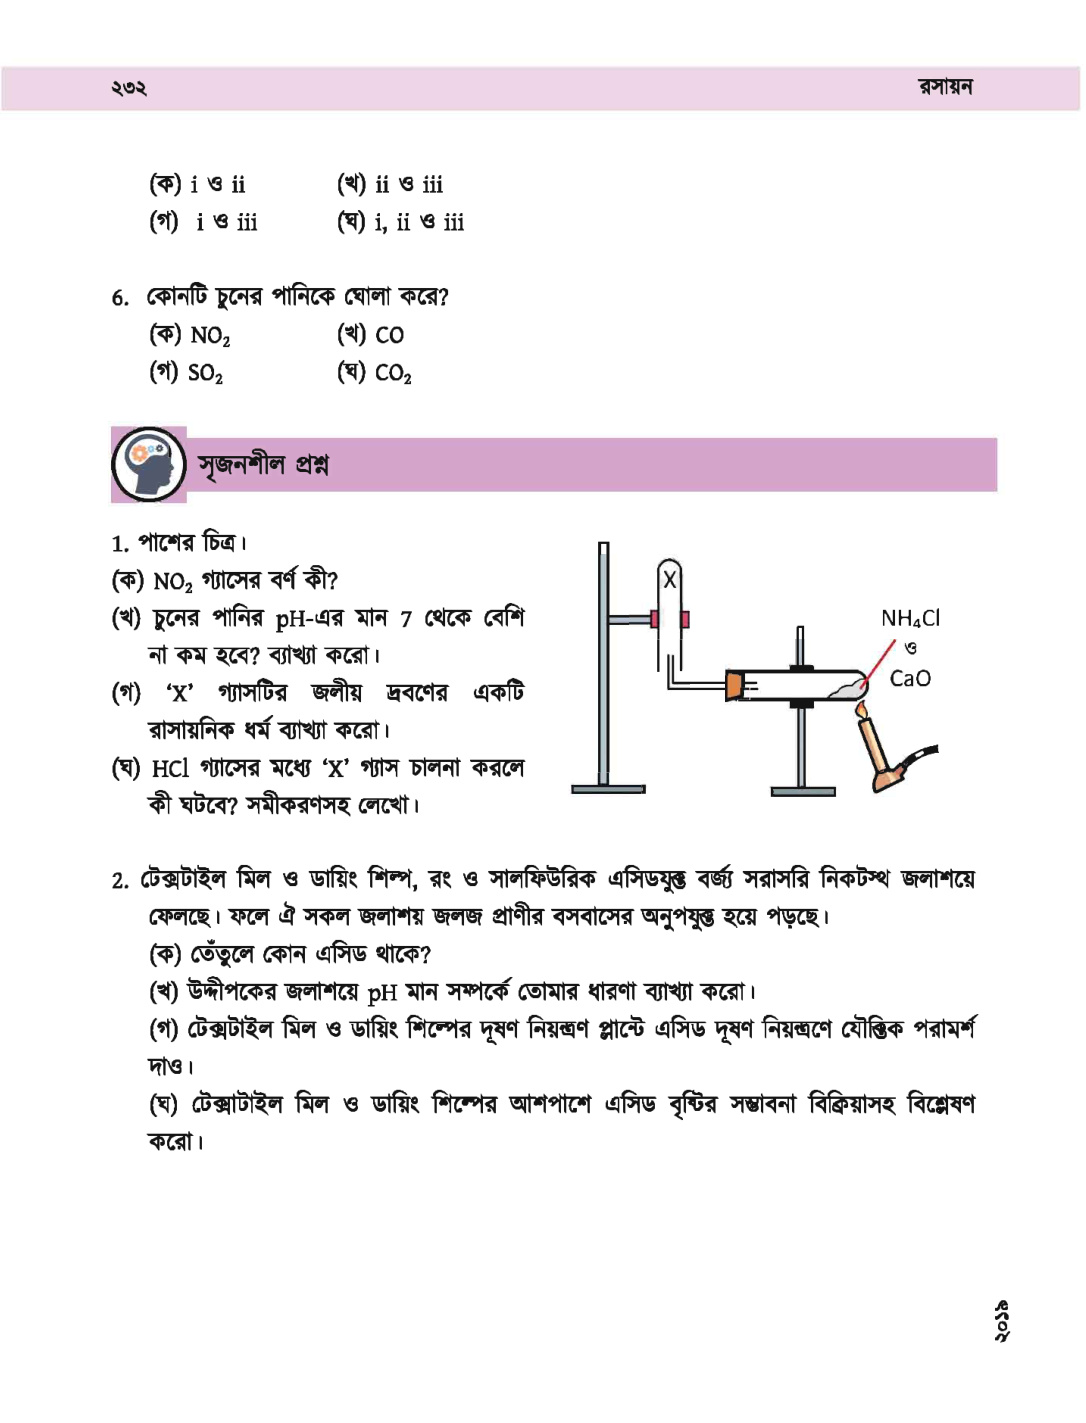 ২৩২ রসায়ন
(ক) i ও ii (খ) ii ও iii
(গ) i ও iii (ঘ) i, ii ও iii
6. কোনটি চুনের পানিকে ঘোলা করে?
(ক) NO₂ (খ) CO
(গ) SO₂ (ঘ) CO₂
সৃজনশীল প্রশ্ন
1. পাশের চিত্র।
(ক) NO₂ গ্যাসের বর্ণ কী?
(খ) চুনের পানির pH-এর মান 7 থেকে বেশি
না কম হবে? ব্যাখ্যা করো।
(গ) ‘X’ গ্যাসটির জলীয় দ্রবণের একটি
রাসায়নিক ধর্ম ব্যাখ্যা করো।
(ঘ) HCl গ্যাসের মধ্যে ‘X’ গ্যাস চালনা করলে
কী ঘটবে? সমীকরণসহ লেখো।
X
NH₄Cl
ও
CaO
2. টেক্সটাইল মিল ও ডায়িং শিল্প, রং ও সালফিউরিক এসিডযুক্ত বর্জ্য সরাসরি নিকটস্থ জলাশয়ে
ফেলছে। ফলে ঐ সকল জলাশয় জলজ প্রাণীর বসবাসের অনুপযুক্ত হয়ে পড়ছে।
(ক) তেঁতুলে কোন এসিড থাকে?
(খ) উদ্দীপকের জলাশয়ে pH মান সম্পর্কে তোমার ধারণা ব্যাখ্যা করো।
(গ) টেক্সটাইল মিল ও ডায়িং শিল্পের দূষণ নিয়ন্ত্রণ প্লান্টে এসিড দূষণ নিয়ন্ত্রণে যৌক্তিক পরামর্শ
দাও।
(ঘ) টেক্সাটাইল মিল ও ডায়িং শিল্পের আশপাশে এসিড বৃষ্টির সম্ভাবনা বিক্রিয়াসহ বিশ্লেষণ
করো।
২০১৯